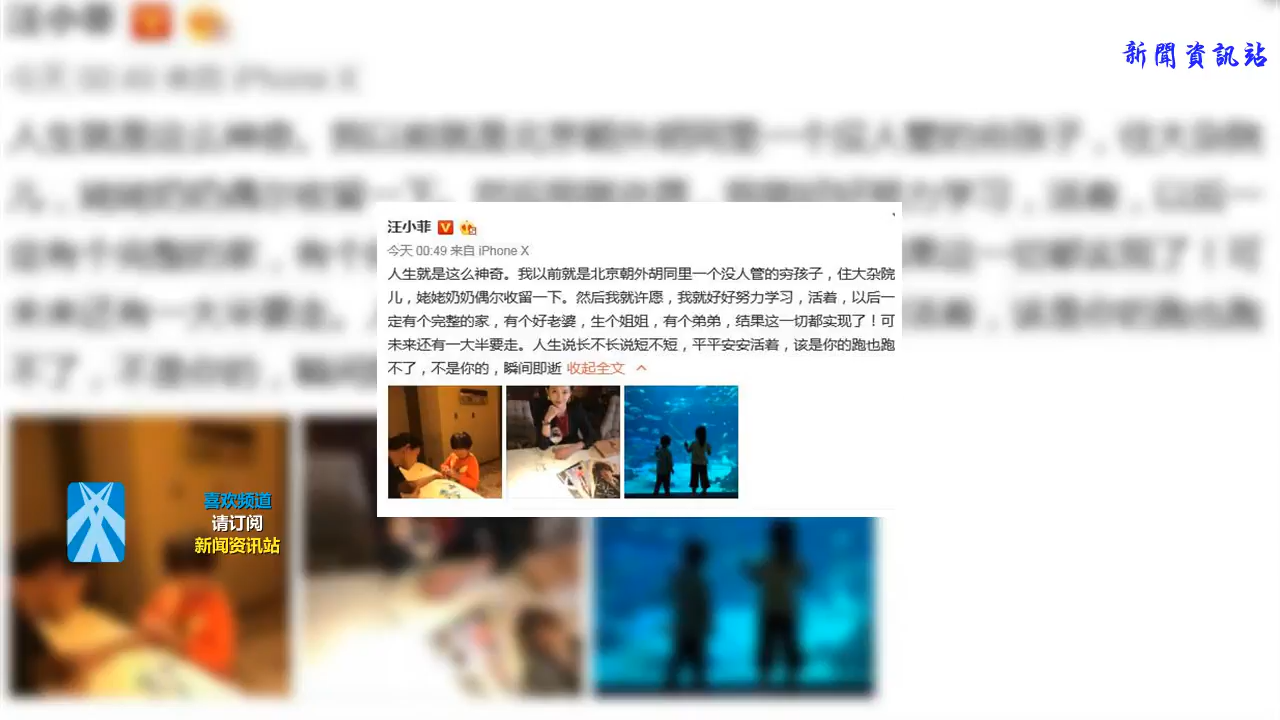 新聞資訊站
汪小菲
今天 00:49 来自 iPhone X
人生就是这么神奇。我以前就是北京朝外胡同里一个没人管的穷孩子，住大杂院
儿，姥姥奶奶偶尔收留一下。然后我就许愿，我就好好努力学习，活着，以后一
定有个完整的家，有个好老婆，生个姐姐，有个弟弟，结果这一切都实现了！可
未来还有一大半要走。人生说长不长说短不短，平平安安活着，该是你的跑也跑
不了，不是你的，瞬间即逝 收起全文
喜欢频道
请订阅
新闻资讯站